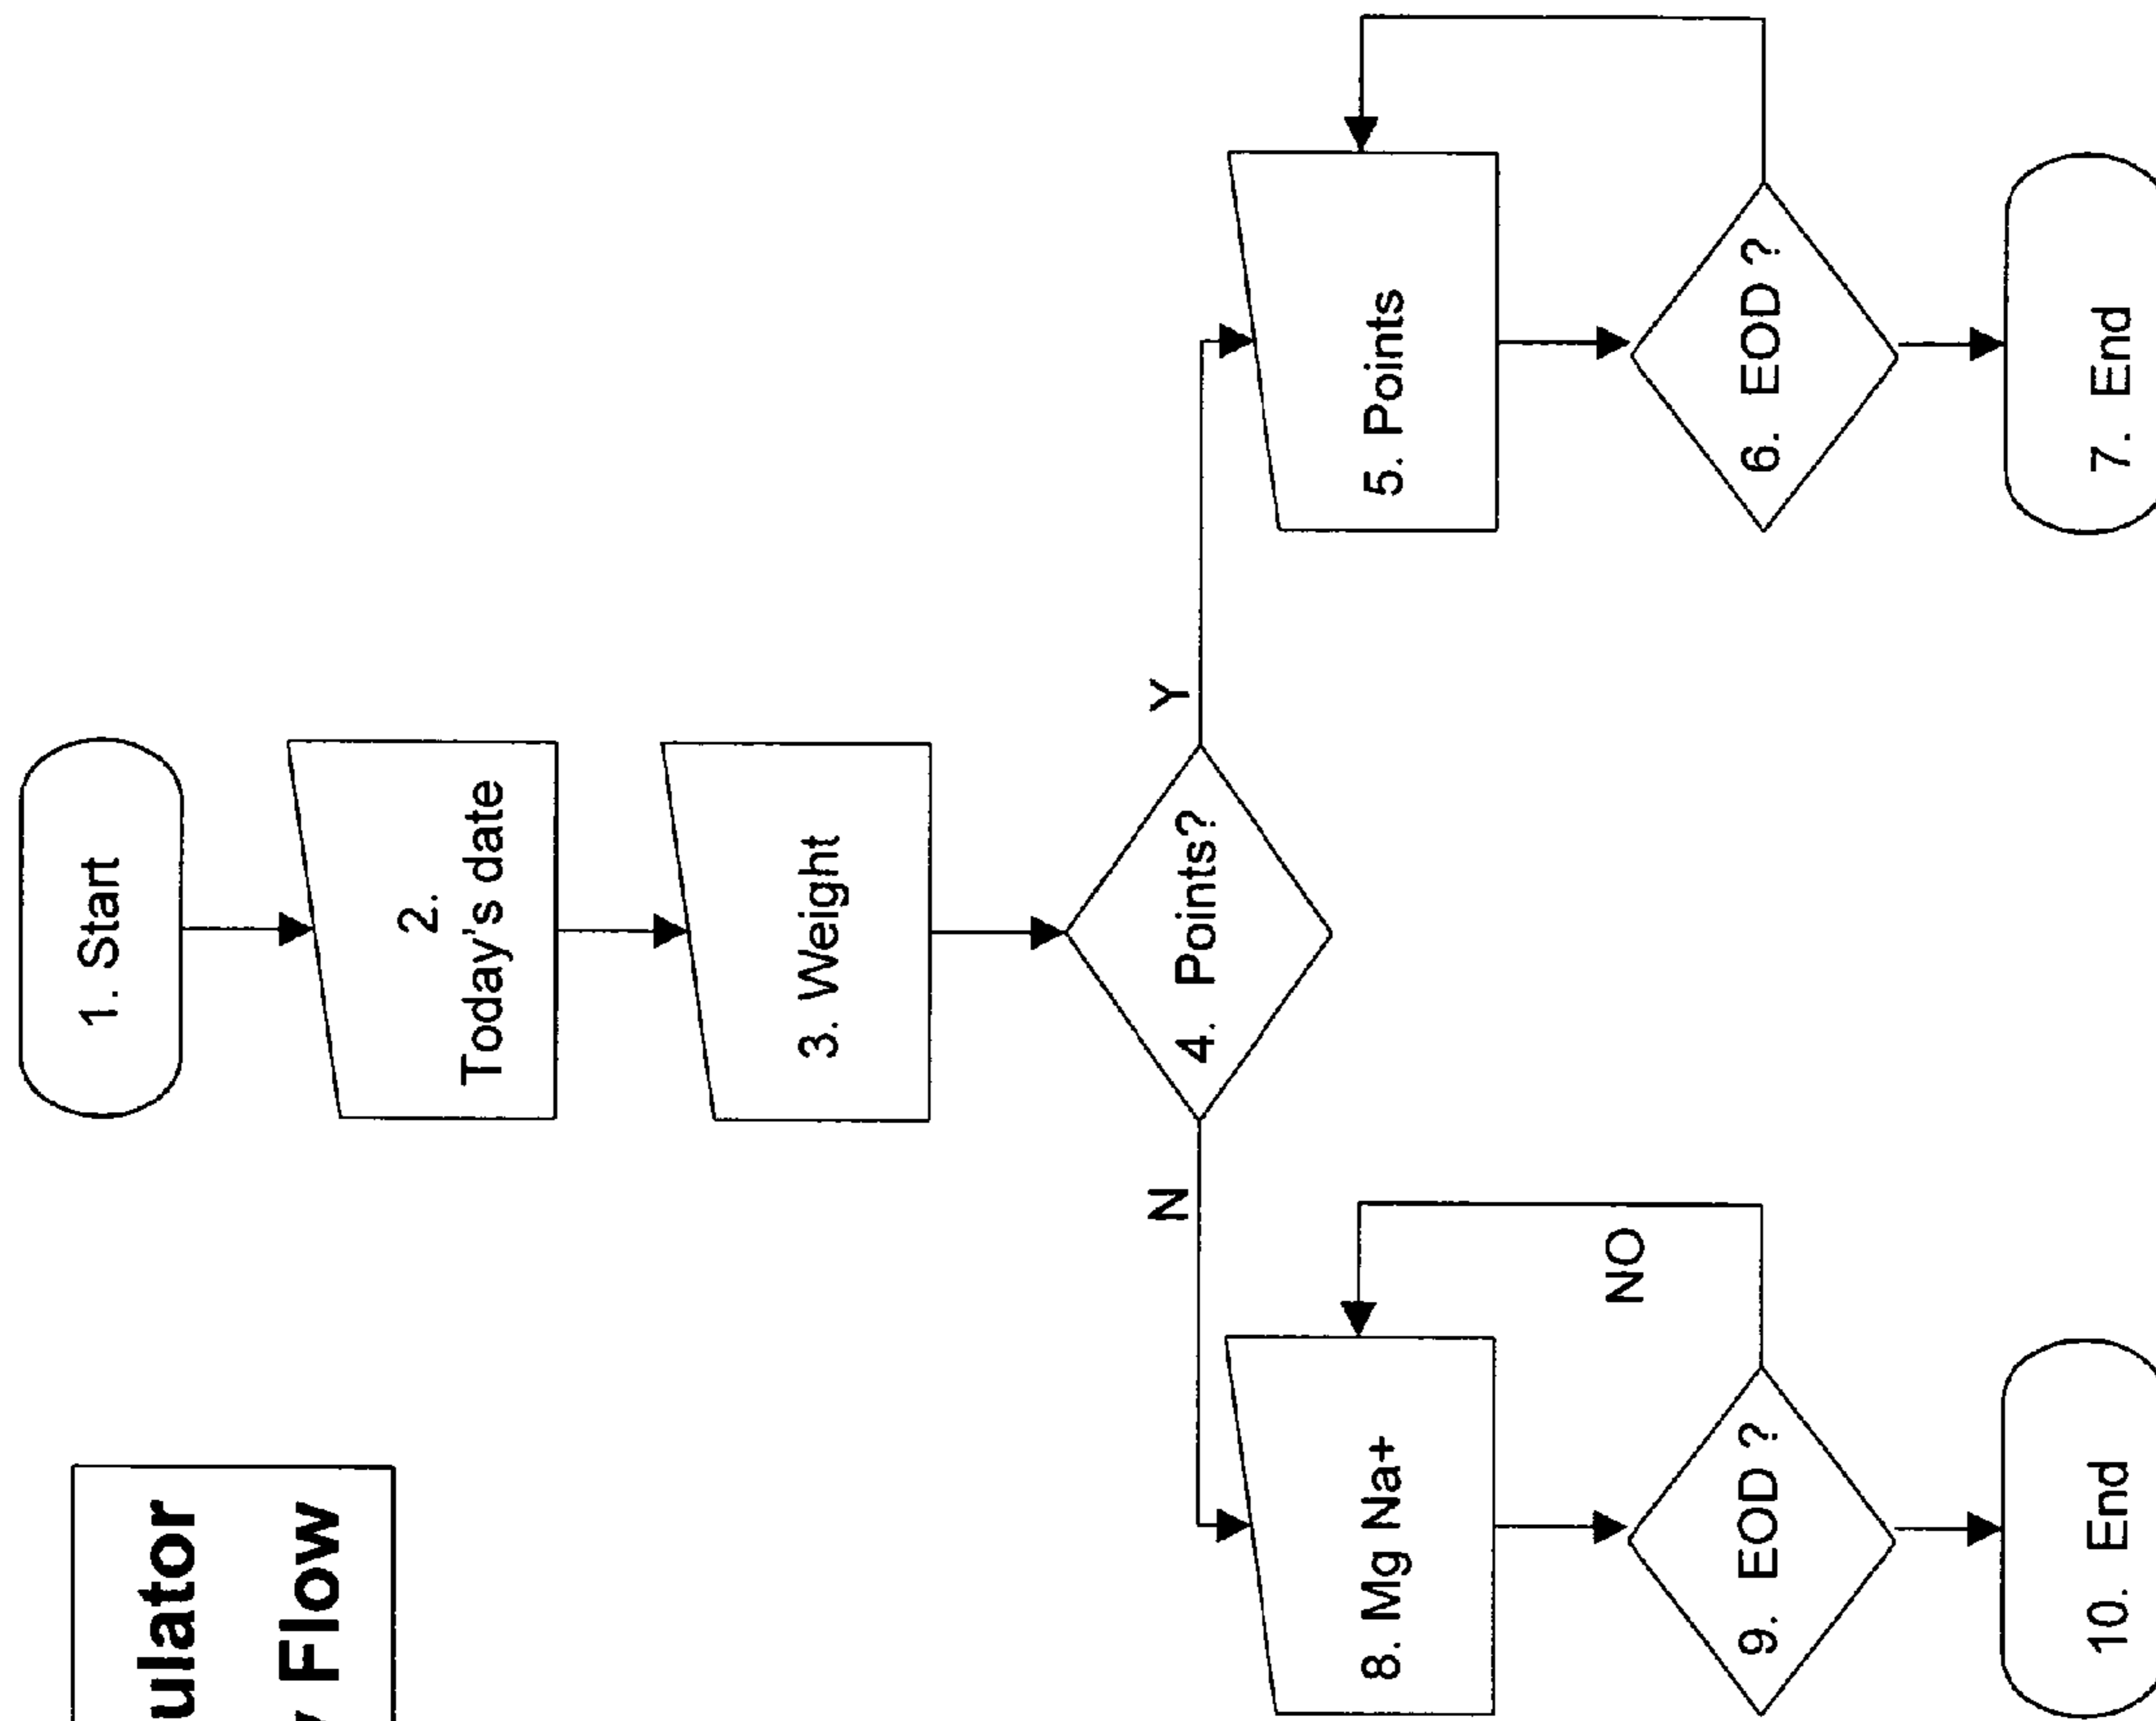 ulator
Flow
1. Start
2.
Today's date
3. Weight
4. Points?
N
Y
8. Mg Na+
5. Points
NO
9. EOD ?
6. EOD ?
10. End
7. End